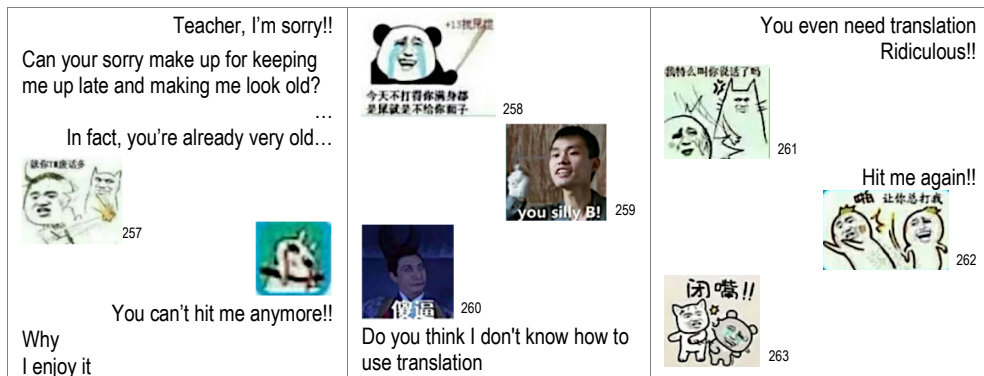 Teacher, I'm sorry!!
Can your sorry make up for keeping
me up late and making me look old?
…
In fact, you're already very old…
就你TM废话多
257
You can't hit me anymore!!
Why
I enjoy it
今天不打得你满身都
是屎就是不给你面子
258
you silly B!
259
傻逼
260
Do you think I don't know how to
use translation
You even need translation
Ridiculous!!
我特么叫你说话了吗
261
Hit me again!!
啪 让你总打我
262
闭嘴!!
263